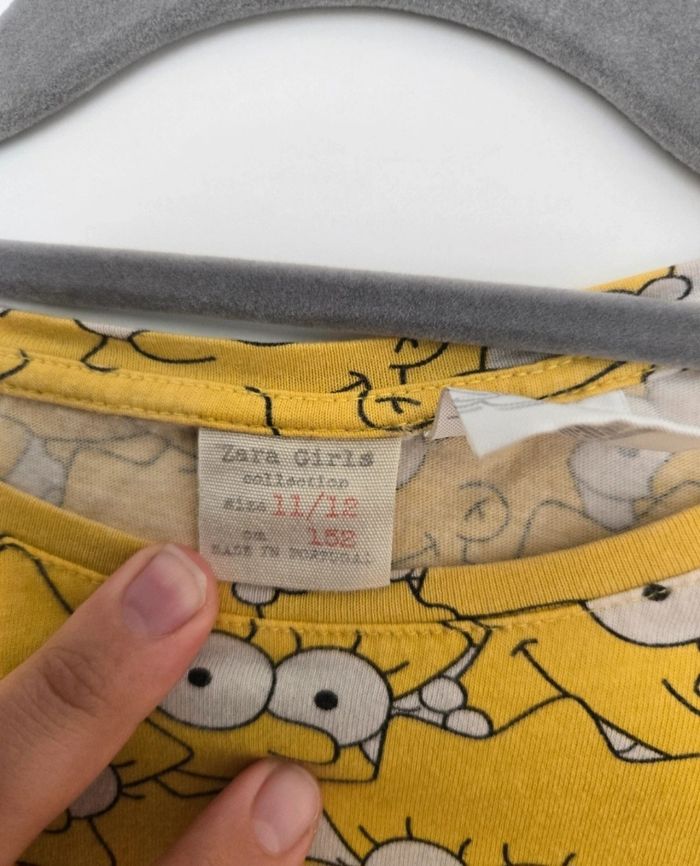 Zara Girls
collection
size 11/12
cm 152
MADE IN PORTUGAL